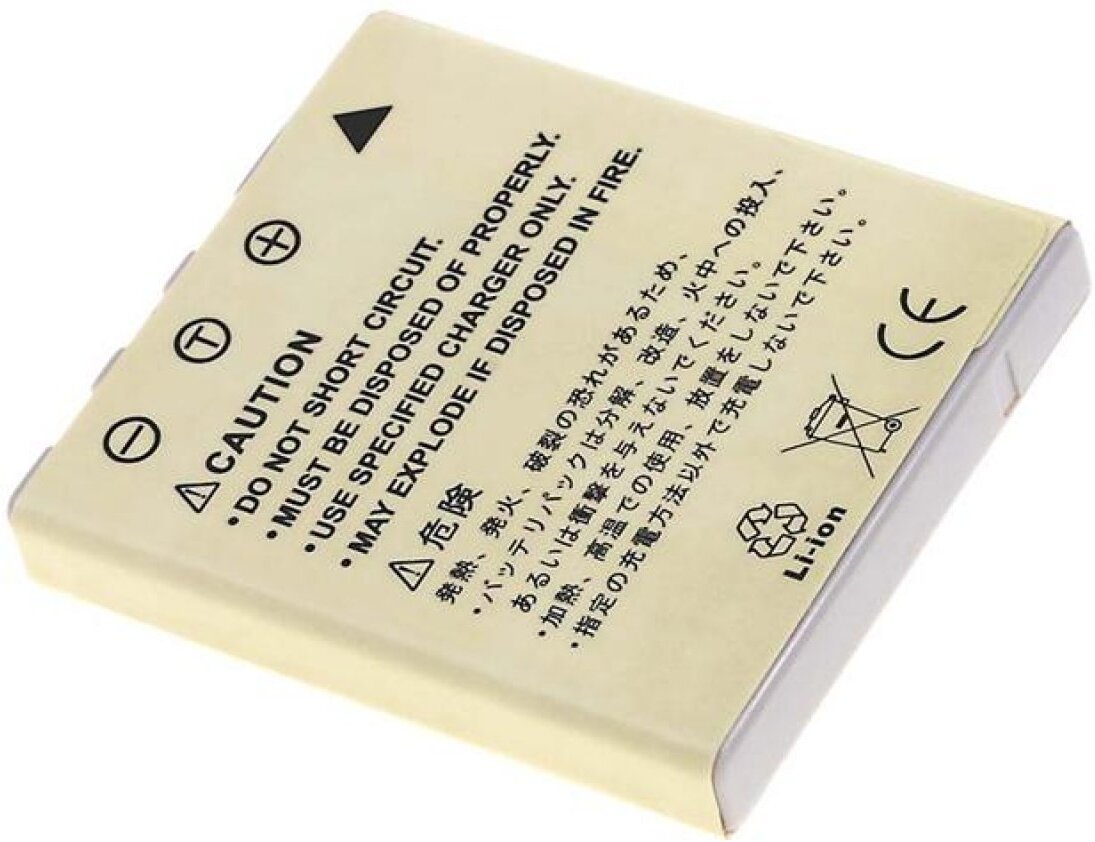 +
T
−
⚠CAUTION
•DO NOT SHORT CIRCUIT.
•MUST BE DISPOSED OF PROPERLY.
•USE SPECIFIED CHARGER ONLY.
•MAY EXPLODE IF DISPOSED IN FIRE.
⚠危険
発熱、発火、破裂の恐れがあるため、
•バッテリパックは分解、改造、火中への投入、
あるいは衝撃を与えないでください。
•加熱、高温での使用、放置をしないで下さい。
•指定の充電方法以外で充電しないで下さい。
CE
Li-ion